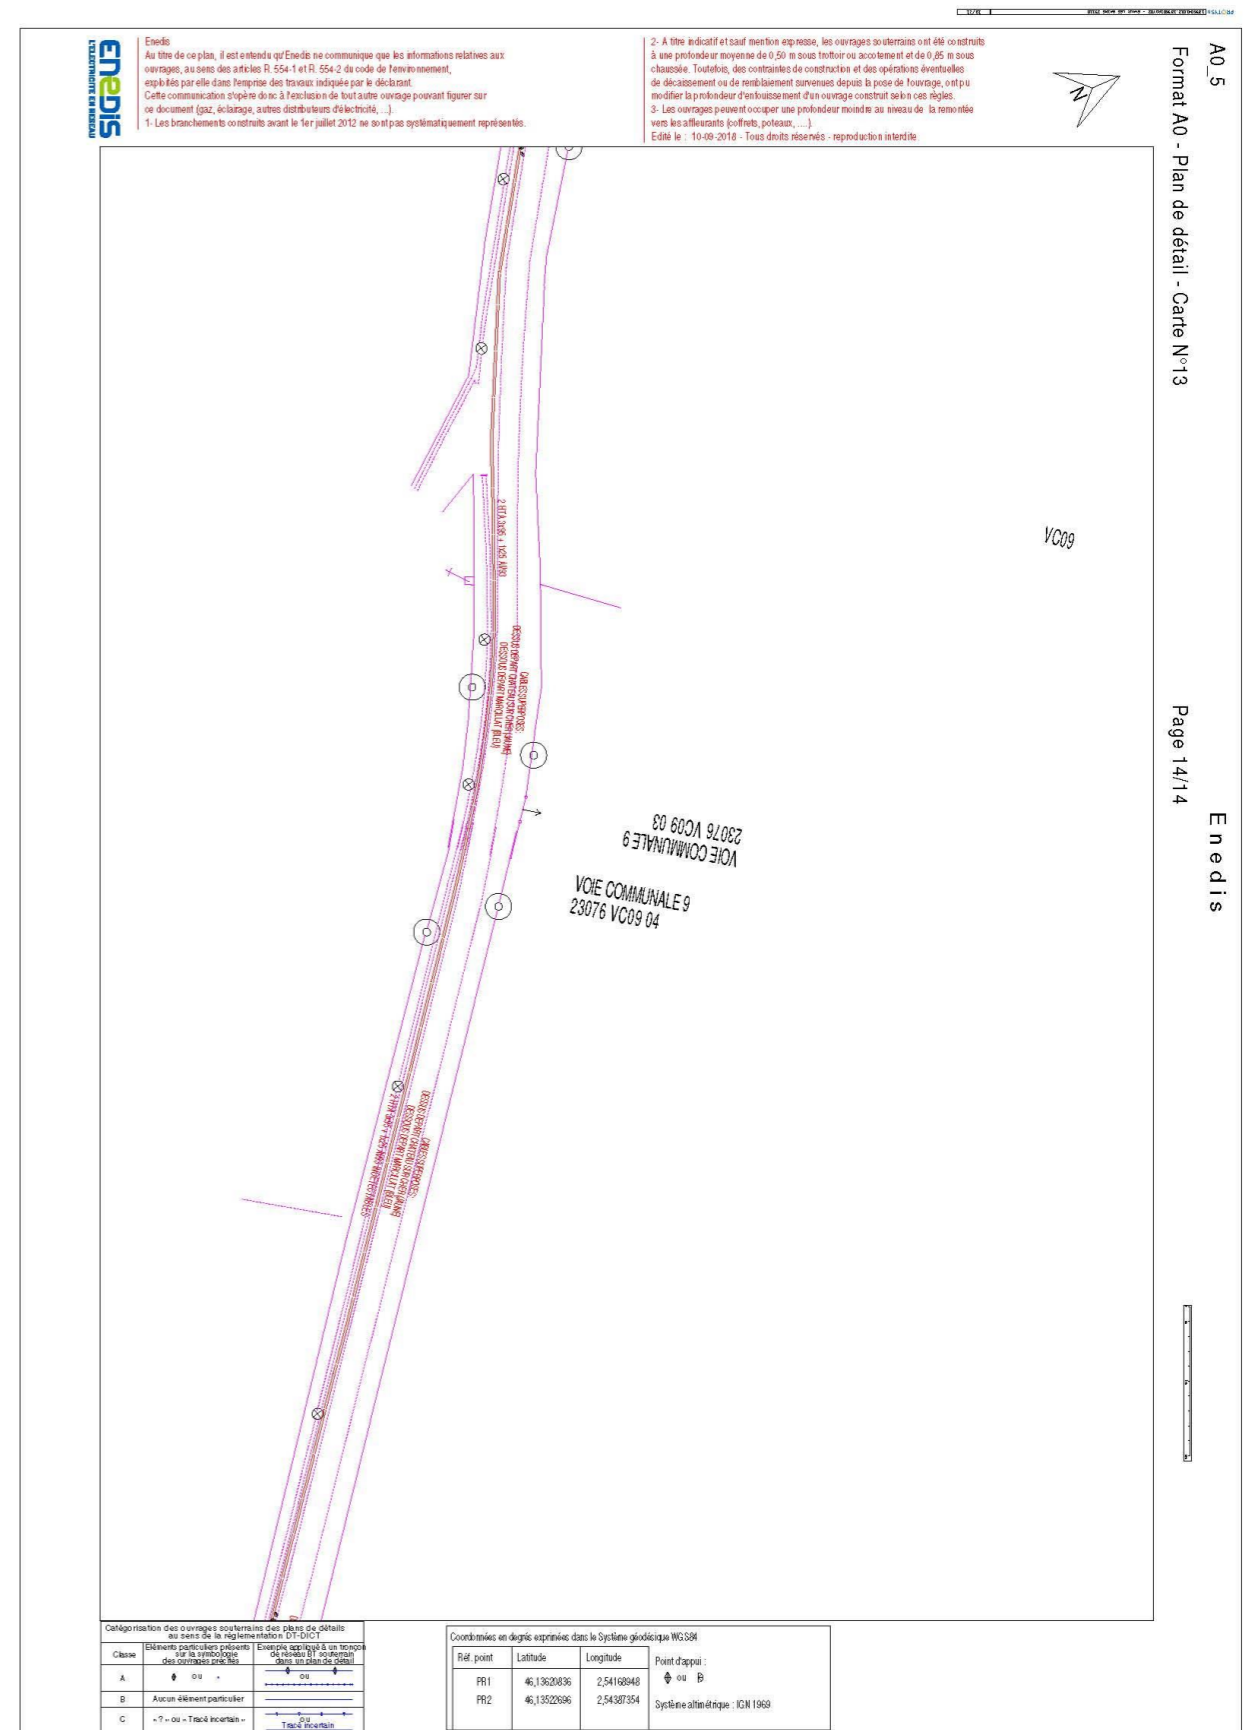 Enedis
L'ELECTRICITE EN RESEAU
Enedis
Au titre de ce plan, il est entendu qu'Enedis ne communique que les informations relatives aux
ouvrages, au sens des articles R. 554-1 et R. 554-2 du code de l'environnement,
exploités par elle dans l'emprise des travaux indiquée par le déclarant.
Cette communication s'opère donc à l'exclusion de tout autre ouvrage pouvant figurer sur
ce document (gaz, éclairage, autres distributeurs d'électricité, ...).
1- Les branchements construits avant le 1er juillet 2012 ne sont pas systématiquement représentés.
2- A titre indicatif et sauf mention expresse, les ouvrages souterrains ont été construits
à une profondeur moyenne de 0,50 m sous trottoir ou accotement et de 0,85 m sous
chaussée. Toutefois, des contraintes de construction et des opérations éventuelles
de décaissement ou de remblaiement survenues depuis la pose de l'ouvrage, ont pu
modifier la profondeur d'enfouissement d'un ouvrage construit selon ces règles.
3- Les ouvrages peuvent occuper une profondeur moindre au niveau de la remontée
vers les affleurants (coffrets, poteaux, ....).
Edité le : 10-09-2018 - Tous droits réservés - reproduction interdite
A0_5
Format A0 - Plan de détail - Carte N°13
Page 14/14
Enedis
N
VC09
CABLES SUPERPOSES:
VOIE COMMUNALE 9
23076 VC09 03
VOIE COMMUNALE 9
23076 VC09 04
CABLES SUPERPOSES:
Catégorisation des ouvrages souterrains des plans de détails
au sens de la réglementation DT-DICT
Classe
Eléments particuliers présents
sur la symbologie
des ouvrages précités
Exemple appliqué à un tronçon
de réseau BT souterrain
dans un plan de détail
A
ou
ou
B
Aucun élément particulier
C
« ? » ou « Tracé incertain »
ou
Tracé incertain
Coordonnées en degrés exprimées dans le Système géodésique WGS84
Réf. point Latitude Longitude
PR1 46,13620836 2,54168948
PR2 46,13522696 2,54387354
Point d'appui :
ou
Système altimétrique : IGN 1969